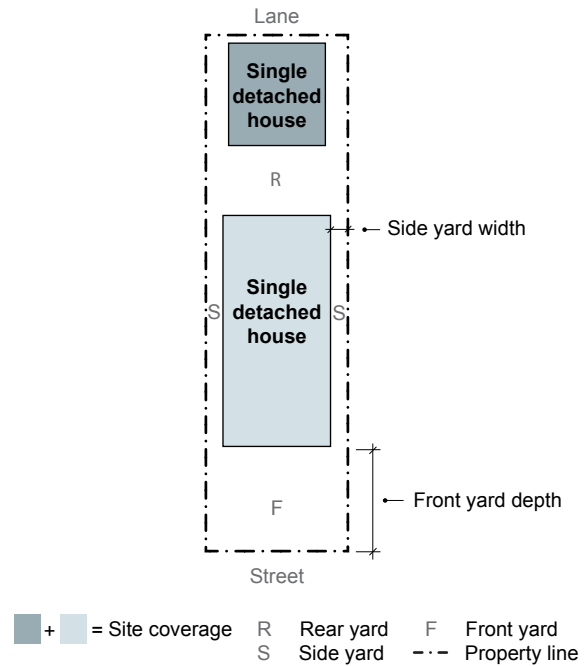 Lane
Single
detached
house
R
Side yard width
Single
S detached S
house
Front yard depth
F
Street
+ = Site coverage R Rear yard F Front yard
S Side yard Property line